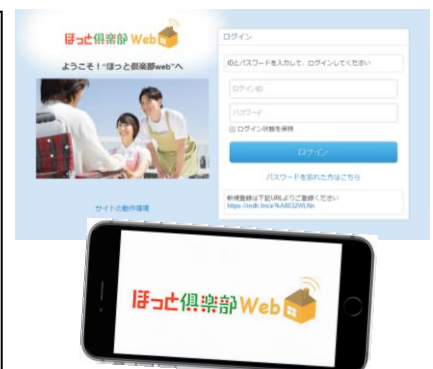 ほっと倶楽部 Web
ようこそ！“ほっと倶楽部web”へ
サイトの動作環境
ログイン
IDとパスワードを入力して、ログインしてください
ログインID
パスワード
ログイン状態を保持
ログイン
パスワードを忘れた方はこちら
新規登録は下記URLよりご登録ください
ほっと倶楽部 Web